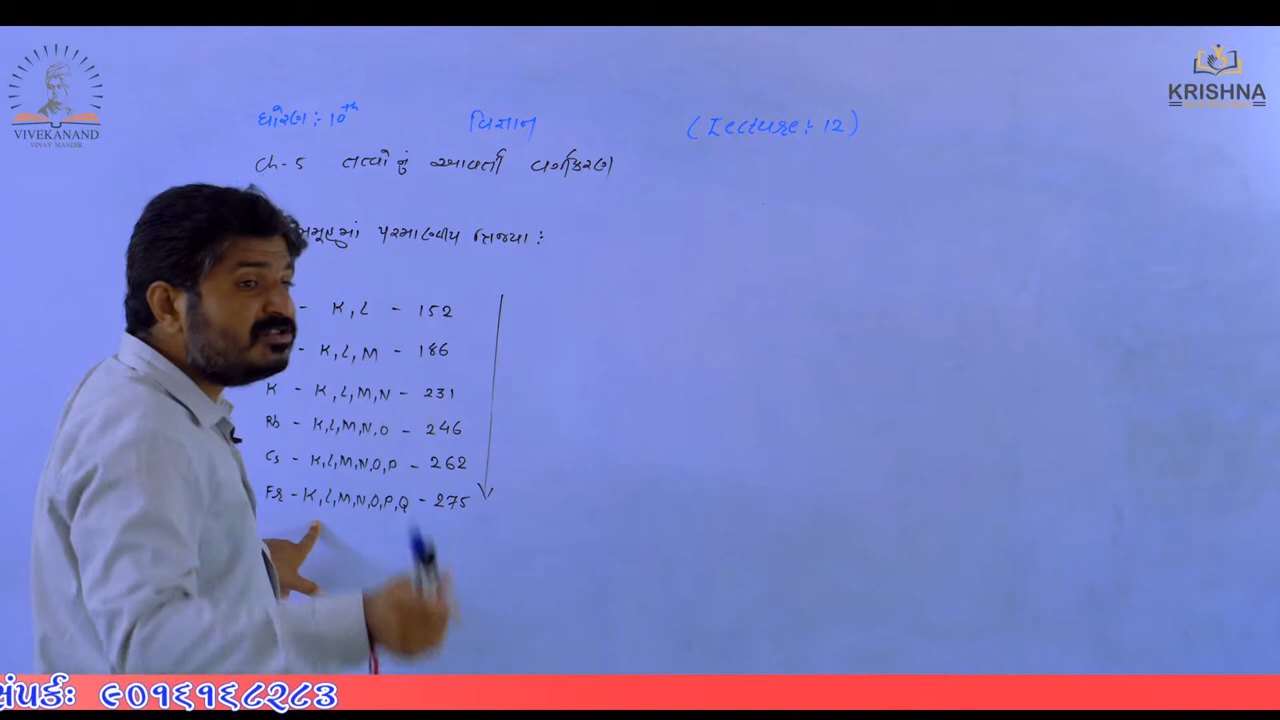 VIVEKANAND
VINAY MANDIR
KRISHNA
ધોરણ : 10th વિજ્ઞાન (Lecture : 12)
Ch-5 તત્વોનું આવર્તી વર્ગીકરણ
સમૂહમાં પરમાણ્વીય ત્રિજ્યા :
- K, L - 152
- K, L, M - 186
K - K, L, M, N - 231
Rb - K, L, M, N, O - 246
Cs - K, L, M, N, O, P - 262
Fr - K, L, M, N, O, P, Q - 275
સંપર્ક: ૯૦૧૬૧૬૮૨૮૩